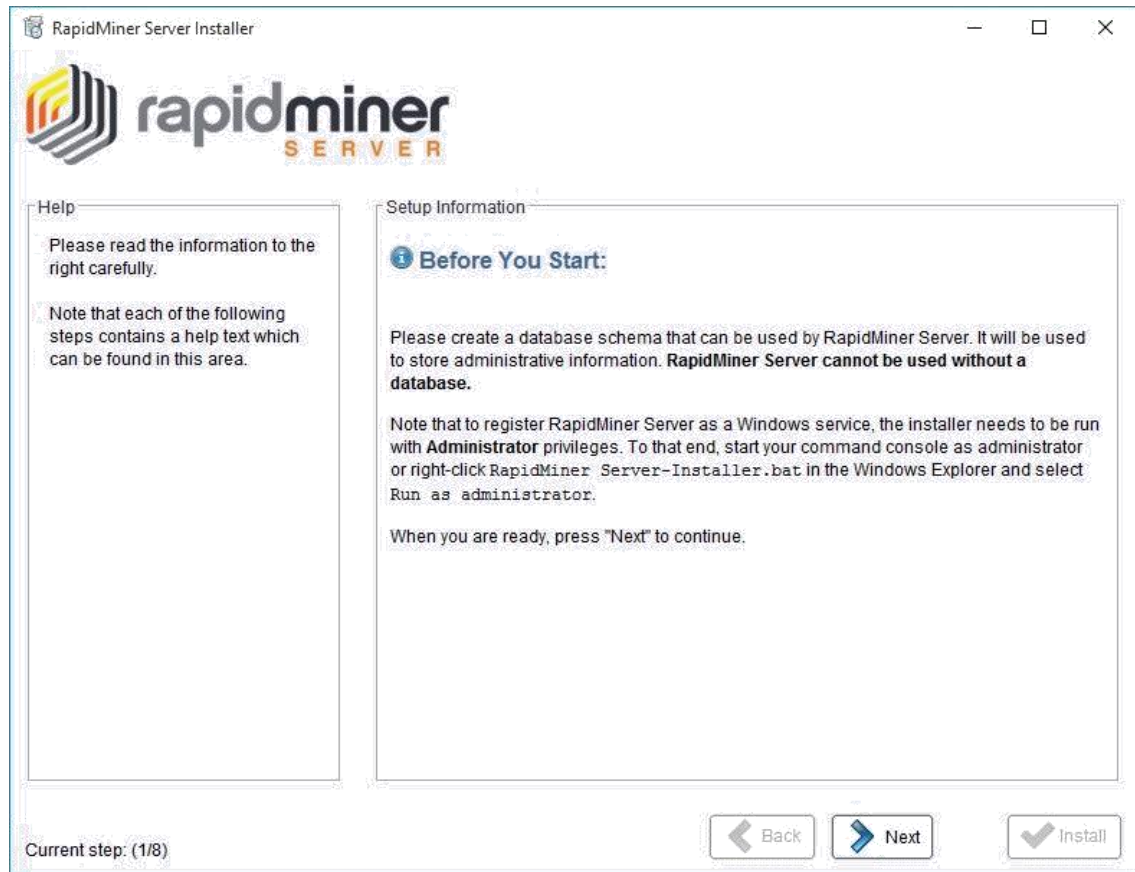 RapidMiner Server Installer
rapidminer
SERVER
Help
Please read the information to the
right carefully.
Note that each of the following
steps contains a help text which
can be found in this area.
Setup Information
Before You Start:
Please create a database schema that can be used by RapidMiner Server. It will be used
to store administrative information. RapidMiner Server cannot be used without a
database.
Note that to register RapidMiner Server as a Windows service, the installer needs to be run
with Administrator privileges. To that end, start your command console as administrator
or right-click RapidMiner Server-Installer.bat in the Windows Explorer and select
Run as administrator.
When you are ready, press "Next" to continue.
Current step: (1/8)
Back
Next
Install